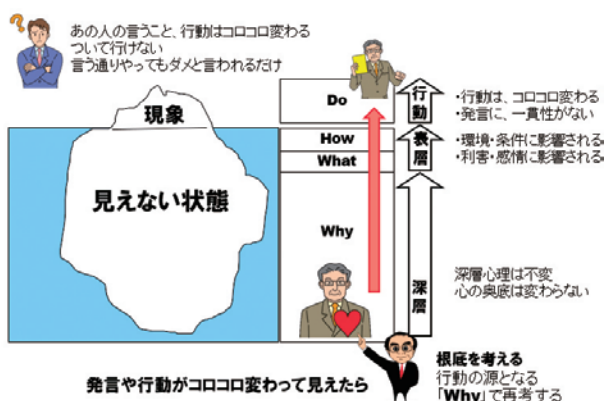 ?
あの人の言うこと、行動はコロコロ変わる
ついて行けない
言う通りやってもダメと言われるだけ
現象
見えない状態
Do
How
What
Why
行動
表層
深層
・行動は、コロコロ変わる
・発言に、一貫性がない
・環境・条件に影響される
・利害・感情に影響される
深層心理は不変
心の奥底は変わらない
発言や行動がコロコロ変わって見えたら
根底を考える
行動の源となる
「Why」で再考する